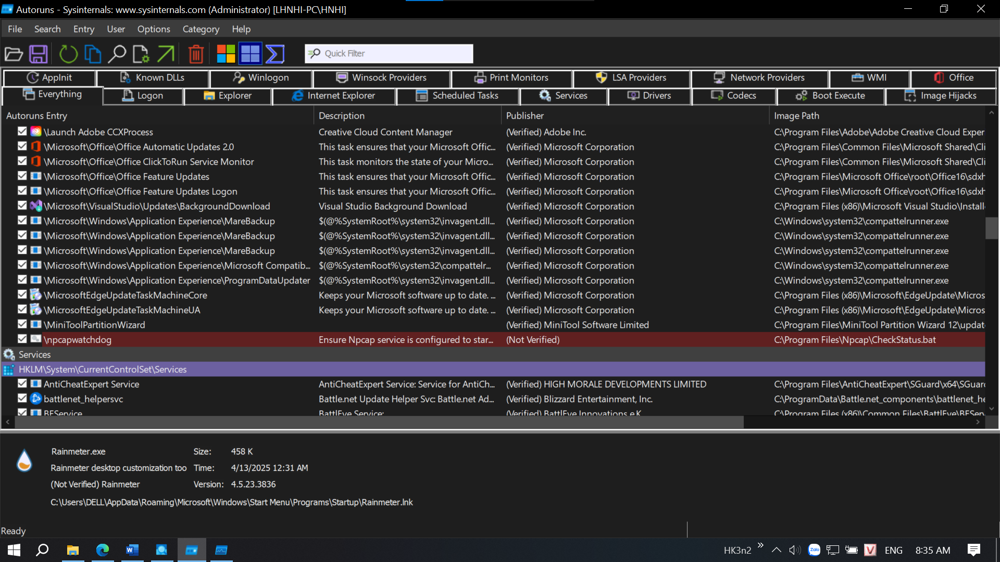 Autoruns - Sysinternals: www.sysinternals.com (Administrator) [LHNHI-PC\HNHI]
File Search Entry User Options Category Help
Quick Filter
AppInit Known DLLs Winlogon Winsock Providers Print Monitors LSA Providers Network Providers WMI Office
Everything Logon Explorer Internet Explorer Scheduled Tasks Services Drivers Codecs Boot Execute Image Hijacks
Autoruns Entry Description Publisher Image Path
\Launch Adobe CCXProcess Creative Cloud Content Manager (Verified) Adobe Inc. C:\Program Files\Adobe\Adobe Creative Cloud Exper
\Microsoft\Office\Office Automatic Updates 2.0 This task ensures that your Microsoft Offic... (Verified) Microsoft Corporation C:\Program Files\Common Files\Microsoft Shared\Cli
\Microsoft\Office\Office ClickToRun Service Monitor This task monitors the state of your Micro... (Verified) Microsoft Corporation C:\Program Files\Common Files\Microsoft Shared\Cli
\Microsoft\Office\Office Feature Updates This task ensures that your Microsoft Offic... (Verified) Microsoft Corporation C:\Program Files\Microsoft Office\root\Office16\sdxh
\Microsoft\Office\Office Feature Updates Logon This task ensures that your Microsoft Offic... (Verified) Microsoft Corporation C:\Program Files\Microsoft Office\root\Office16\sdxh
\Microsoft\VisualStudio\Updates\BackgroundDownload Visual Studio Background Download (Verified) Microsoft Corporation C:\Program Files (x86)\Microsoft Visual Studio\Install
\Microsoft\Windows\Application Experience\MareBackup $(@%SystemRoot%\system32\invagent.dll... (Verified) Microsoft Corporation C:\Windows\system32\compattelrunner.exe
\Microsoft\Windows\Application Experience\MareBackup $(@%SystemRoot%\system32\invagent.dll... (Verified) Microsoft Corporation C:\Windows\system32\compattelrunner.exe
\Microsoft\Windows\Application Experience\MareBackup $(@%SystemRoot%\system32\invagent.dll... (Verified) Microsoft Corporation C:\Windows\system32\compattelrunner.exe
\Microsoft\Windows\Application Experience\Microsoft Compatib... $(@%SystemRoot%\system32\compattelr... (Verified) Microsoft Corporation C:\Windows\system32\compattelrunner.exe
\Microsoft\Windows\Application Experience\ProgramDataUpdater $(@%SystemRoot%\system32\invagent.dll... (Verified) Microsoft Corporation C:\Windows\system32\compattelrunner.exe
\MicrosoftEdgeUpdateTaskMachineCore Keeps your Microsoft software up to date. ... (Verified) Microsoft Corporation C:\Program Files (x86)\Microsoft\EdgeUpdate\Micros
\MicrosoftEdgeUpdateTaskMachineUA Keeps your Microsoft software up to date. ... (Verified) Microsoft Corporation C:\Program Files (x86)\Microsoft\EdgeUpdate\Micros
\MiniToolPartitionWizard (Verified) MiniTool Software Limited C:\Program Files\MiniTool Partition Wizard 12\update
\npcapwatchdog Ensure Npcap service is configured to star... (Not Verified) C:\Program Files\Npcap\CheckStatus.bat
Services
HKLM\System\CurrentControlSet\Services
AntiCheatExpert Service AntiCheatExpert Service: Service for AntiCh... (Verified) HIGH MORALE DEVELOPMENTS LIMITED C:\Program Files\AntiCheatExpert\SGuard\x64\SGuard
battlenet_helpersvc Battle.net Update Helper Svc: Battle.net Ad... (Verified) Blizzard Entertainment, Inc. C:\ProgramData\Battle.net_components\battlenet_he
BEService BattlEye Service: (Verified) BattlEye Innovations e.K. C:\Program Files (x86)\Common Files\BattlEye\BEServ
Rainmeter.exe Size: 458 K
Rainmeter desktop customization too Time: 4/13/2025 12:31 AM
(Not Verified) Rainmeter Version: 4.5.23.3836
C:\Users\DELL\AppData\Roaming\Microsoft\Windows\Start Menu\Programs\Startup\Rainmeter.lnk
Ready
HK3n2 Zalo V ENG 8:35 AM